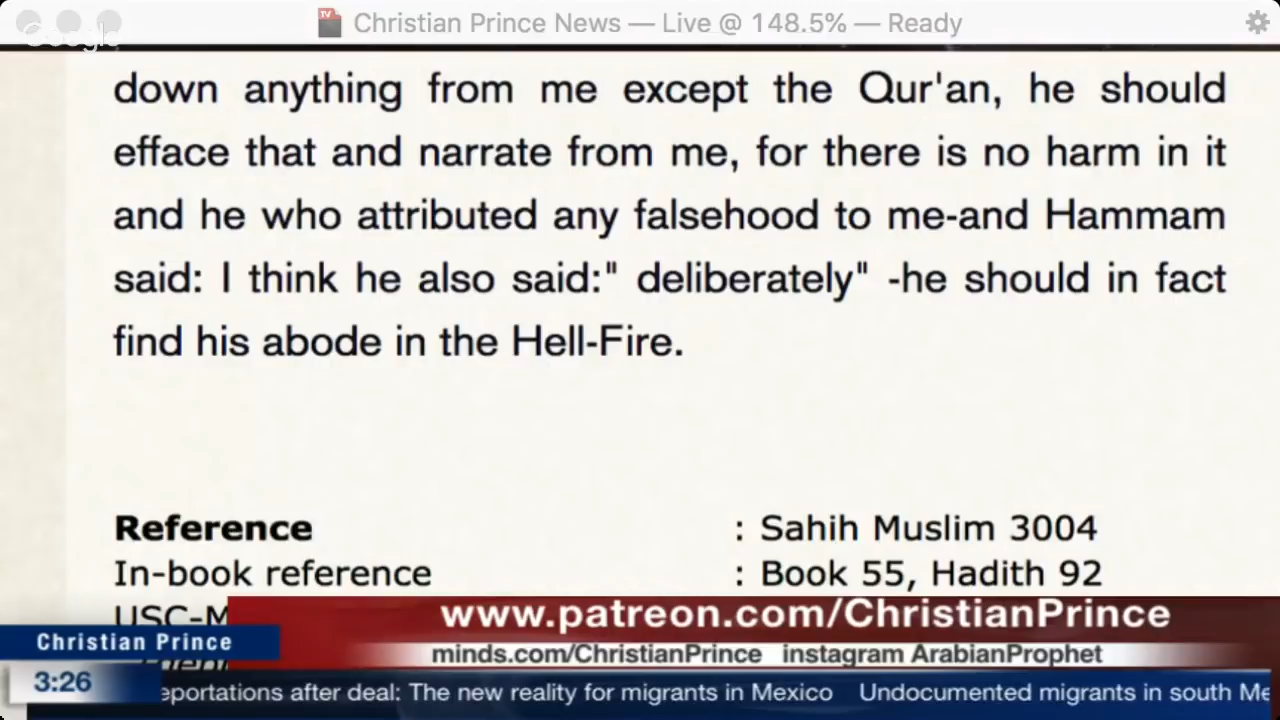 TV Christian Prince News — Live @ 148.5% — Ready
Google
down anything from me except the Qur'an, he should
efface that and narrate from me, for there is no harm in it
and he who attributed any falsehood to me-and Hammam
said: I think he also said:" deliberately" -he should in fact
find his abode in the Hell-Fire.
Reference : Sahih Muslim 3004
In-book reference : Book 55, Hadith 92
USC-M
www.patreon.com/ChristianPrince
Christian Prince
minds.com/ChristianPrince instagram ArabianProphet
3:26
eportations after deal: The new reality for migrants in Mexico Undocumented migrants in south Me